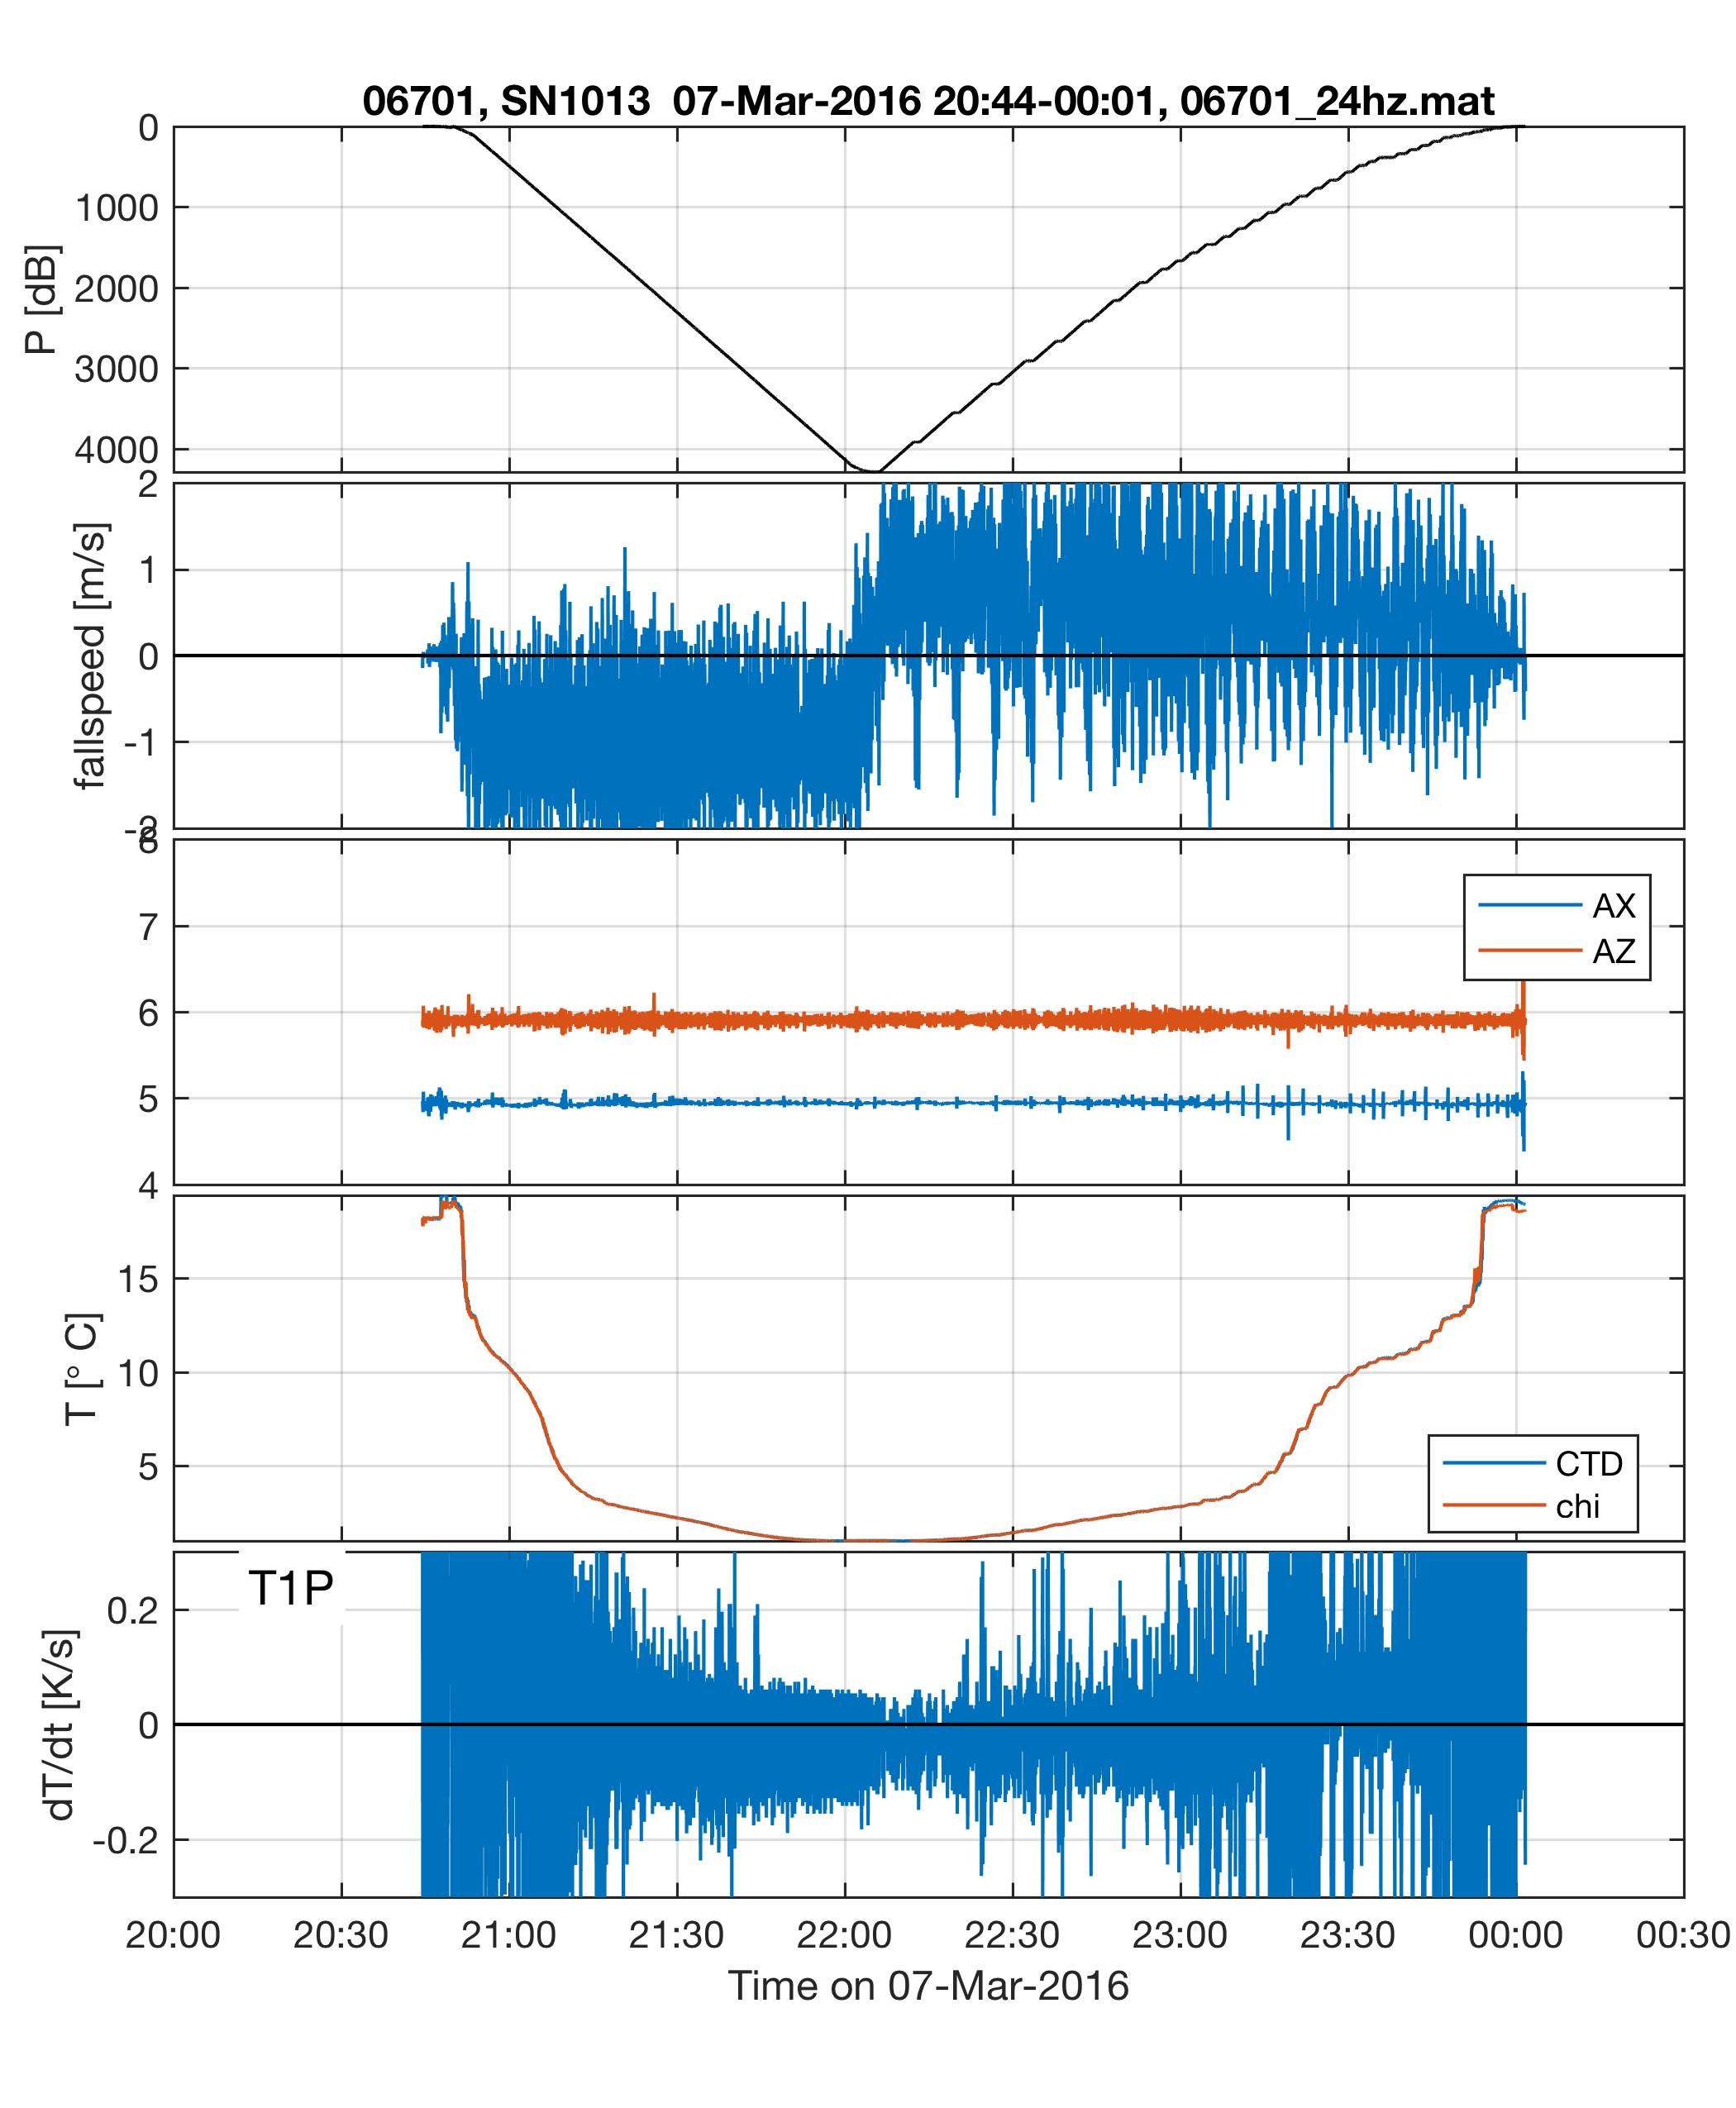 06701, SN1013  07-Mar-2016 20:44-00:01, 06701_24hz.mat
0
1000
2000
3000
4000
P [dB]
2
1
0
-1
-2
fallspeed [m/s]
8
7
6
5
4
AX
AZ
15
10
5
T [° C]
CTD
chi
T1P
0.2
0
-0.2
dT/dt [K/s]
20:00 20:30 21:00 21:30 22:00 22:30 23:00 23:30 00:00 00:30
Time on 07-Mar-2016